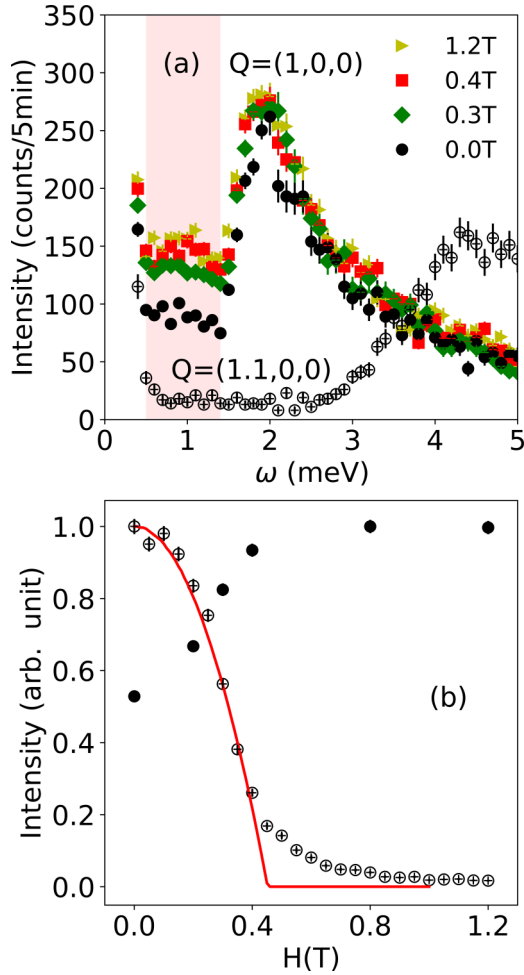 (a) Q=(1,0,0)
1.2T
0.4T
0.3T
0.0T
Q=(1.1,0,0)
350
300
250
200
150
100
50
0
Intensity (counts/5min)
0 1 2 3 4 5
ω (meV)
1.0
0.8
0.6
0.4
0.2
0.0
Intensity (arb. unit)
(b)
0.0 0.4 0.8 1.2
H(T)